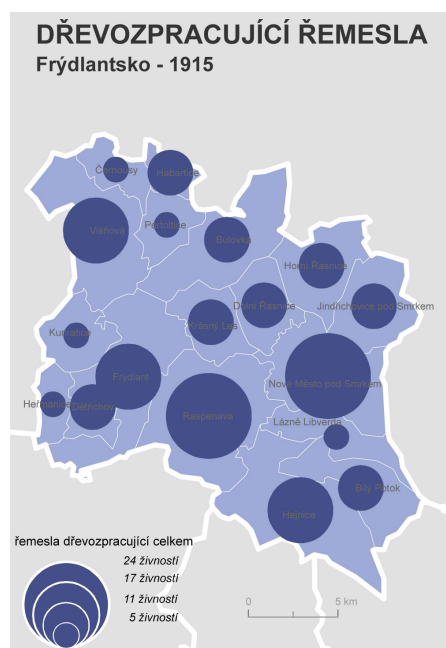 DŘEVOZPRACUJÍCÍ ŘEMESLA
Frýdlantsko - 1915
Černousy
Habartice
Višňová
Pertoltice
Bulovka
Horní Řasnice
Dolní Řasnice
Jindřichovice pod Smrkem
Krásný Les
Kunratice
Frýdlant
Nové Město pod Smrkem
Heřmanice
Dětřichov
Raspenava
Lázně Libverda
Bílý Potok
Hejnice
řemesla dřevozpracující celkem
24 živností
17 živností
11 živností
5 živností
0
5 km